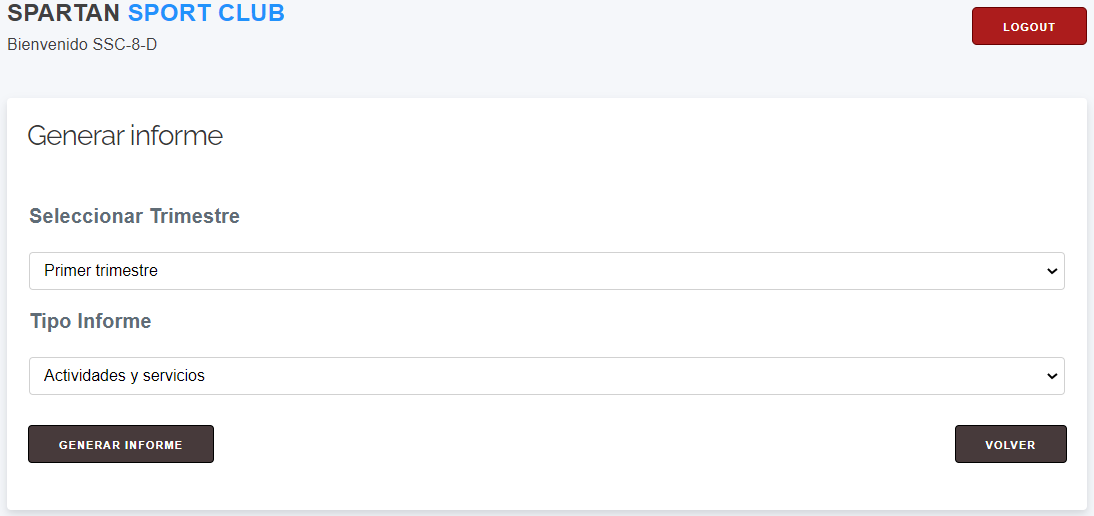 SPARTAN SPORT CLUB
Bienvenido SSC-8-D
LOGOUT
Generar informe
Seleccionar Trimestre
Primer trimestre
Tipo Informe
Actividades y servicios
GENERAR INFORME
VOLVER